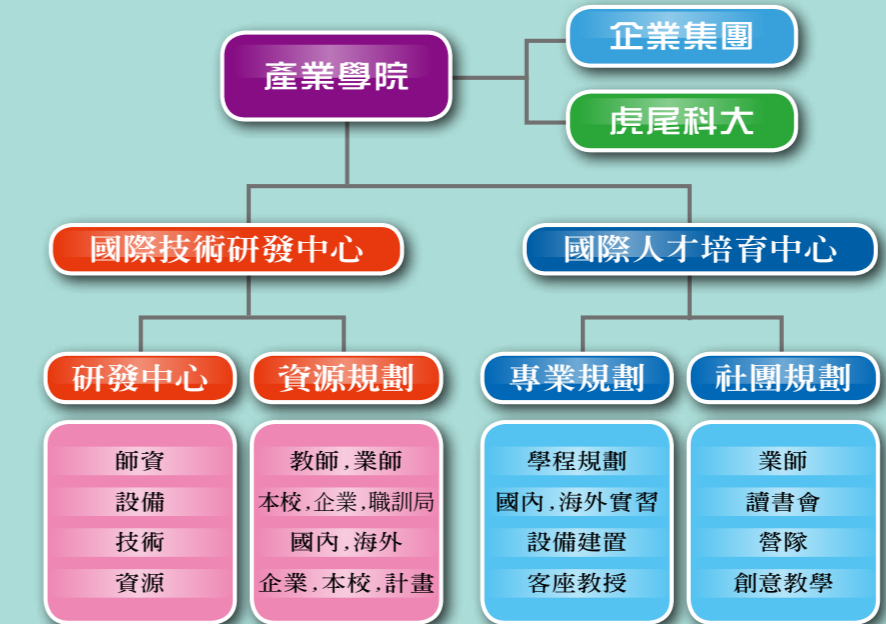 企業集團
產業學院
虎尾科大
國際技術研發中心
國際人才培育中心
研發中心
資源規劃
專業規劃
社團規劃
師資
設備
技術
資源
教師,業師
本校,企業,職訓局
國內,海外
企業,本校,計畫
學程規劃
國內,海外實習
設備建置
客座教授
業師
讀書會
營隊
創意教學